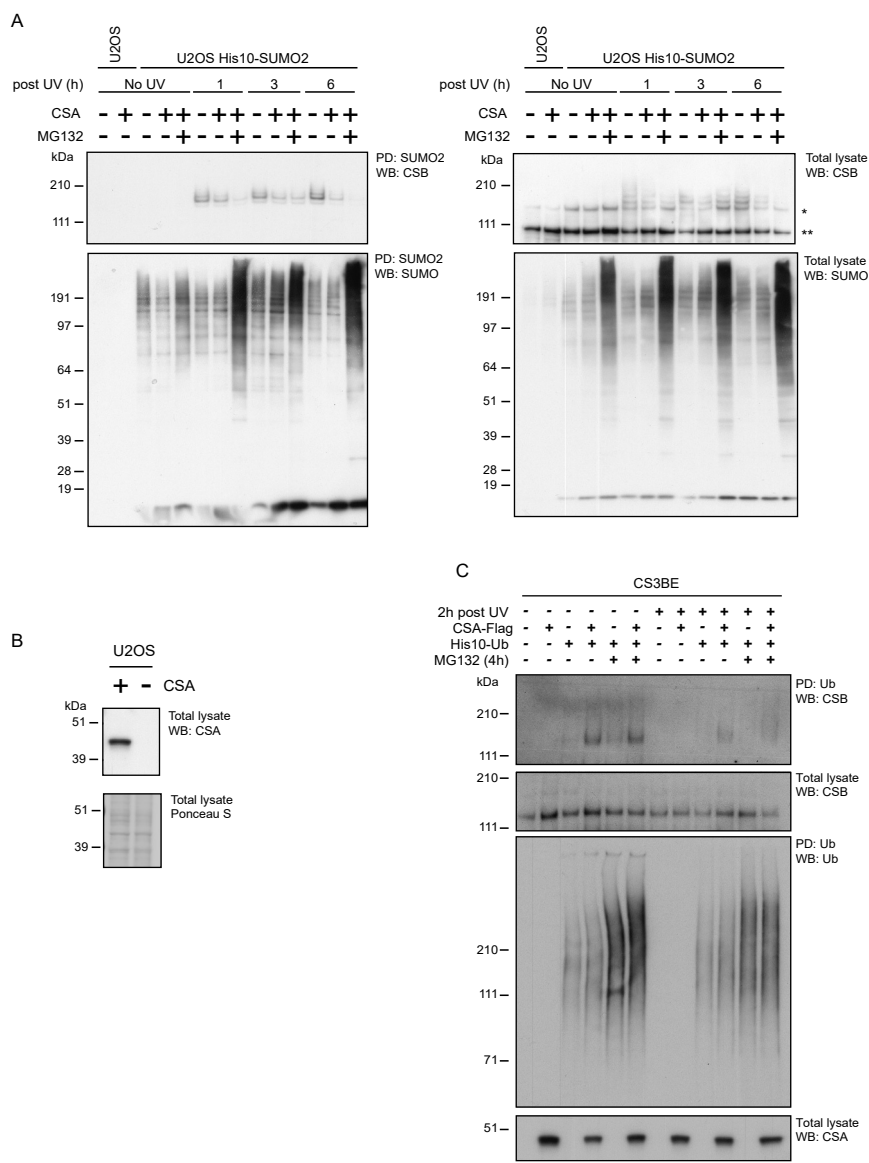 A
U2OS
U2OS His10-SUMO2
post UV (h)
No UV
1
3
6
CSA
- + - + + - + + - + + - + +
MG132
- - - - + - - + - - + - - +
kDa
210
111
PD: SUMO2
WB: CSB
191
97
64
51
39
28
19
PD: SUMO2
WB: SUMO
U2OS
U2OS His10-SUMO2
post UV (h)
No UV
1
3
6
CSA
- + - + + - + + - + + - + +
MG132
- - - - + - - + - - + - - +
kDa
210
111
Total lysate
WB: CSB
*
**
191
97
64
51
39
28
19
Total lysate
WB: SUMO
B
U2OS
+ - CSA
kDa
51
39
Total lysate
WB: CSA
51
39
Total lysate
Ponceau S
C
CS3BE
2h post UV - - - - - - + + + + + +
CSA-Flag - + - + - + - + - + - +
His10-Ub - - + + + + - - + + + +
MG132 (4h) - - - - + + - - - - + +
kDa
210
111
PD: Ub
WB: CSB
210
111
Total lysate
WB: CSB
210
111
71
PD: Ub
WB: Ub
51
Total lysate
WB: CSA